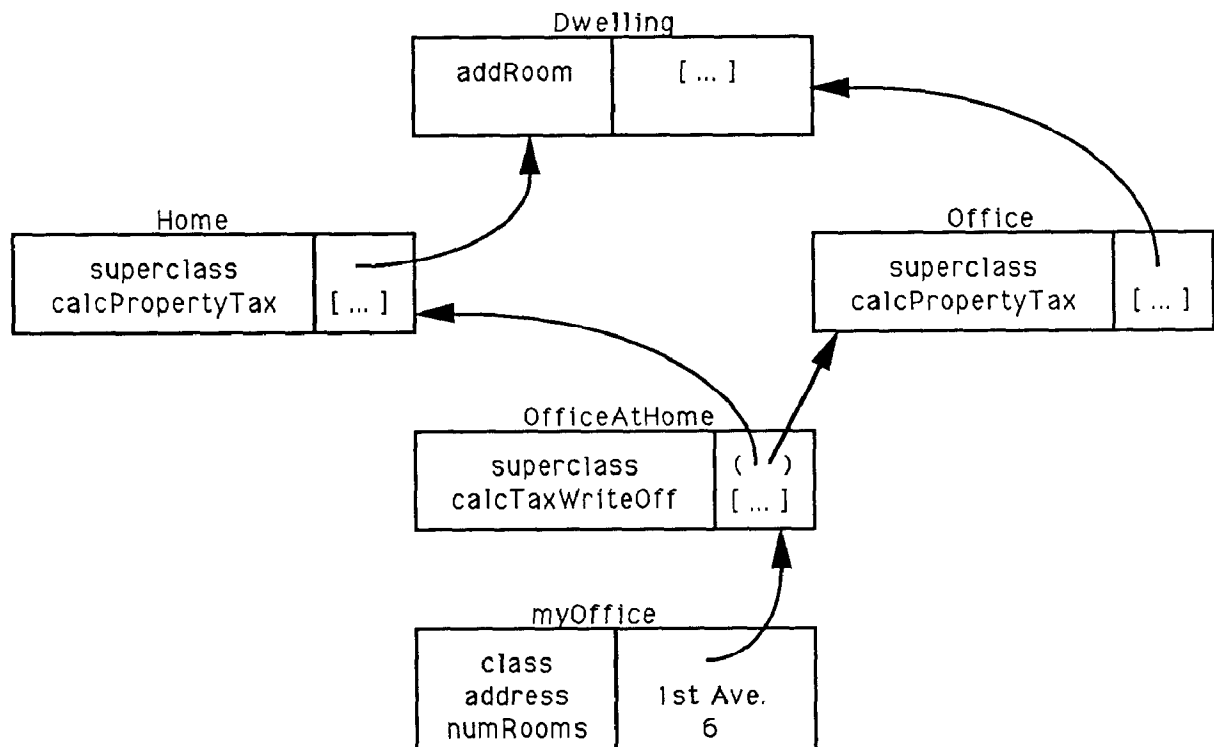 Dwelling
addRoom [ ... ]
Home
superclass
calcPropertyTax [ ... ]
Office
superclass
calcPropertyTax [ ... ]
OfficeAtHome
superclass ( )
calcTaxWriteOff [ ... ]
myOffice
class
address 1st Ave.
numRooms 6